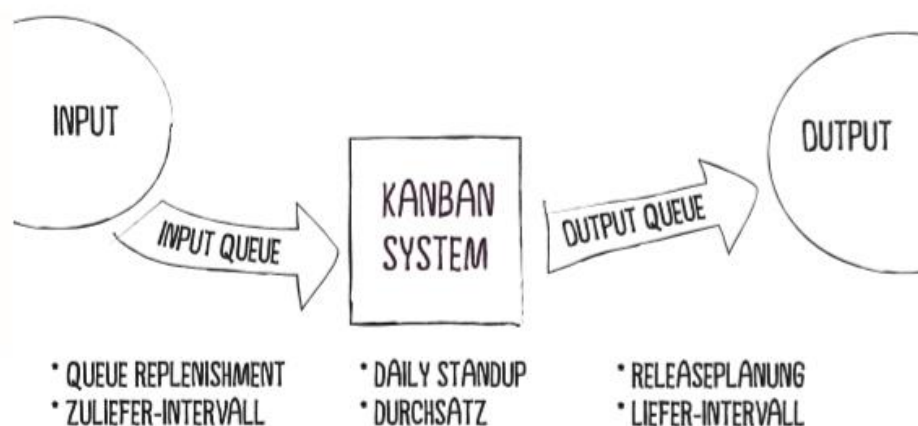 INPUT
OUTPUT
KANBAN
SYSTEM
INPUT QUEUE
OUTPUT QUEUE
* QUEUE REPLENISHMENT
* ZULIEFER-INTERVALL
* DAILY STANDUP
* DURCHSATZ
* RELEASEPLANUNG
* LIEFER-INTERVALL